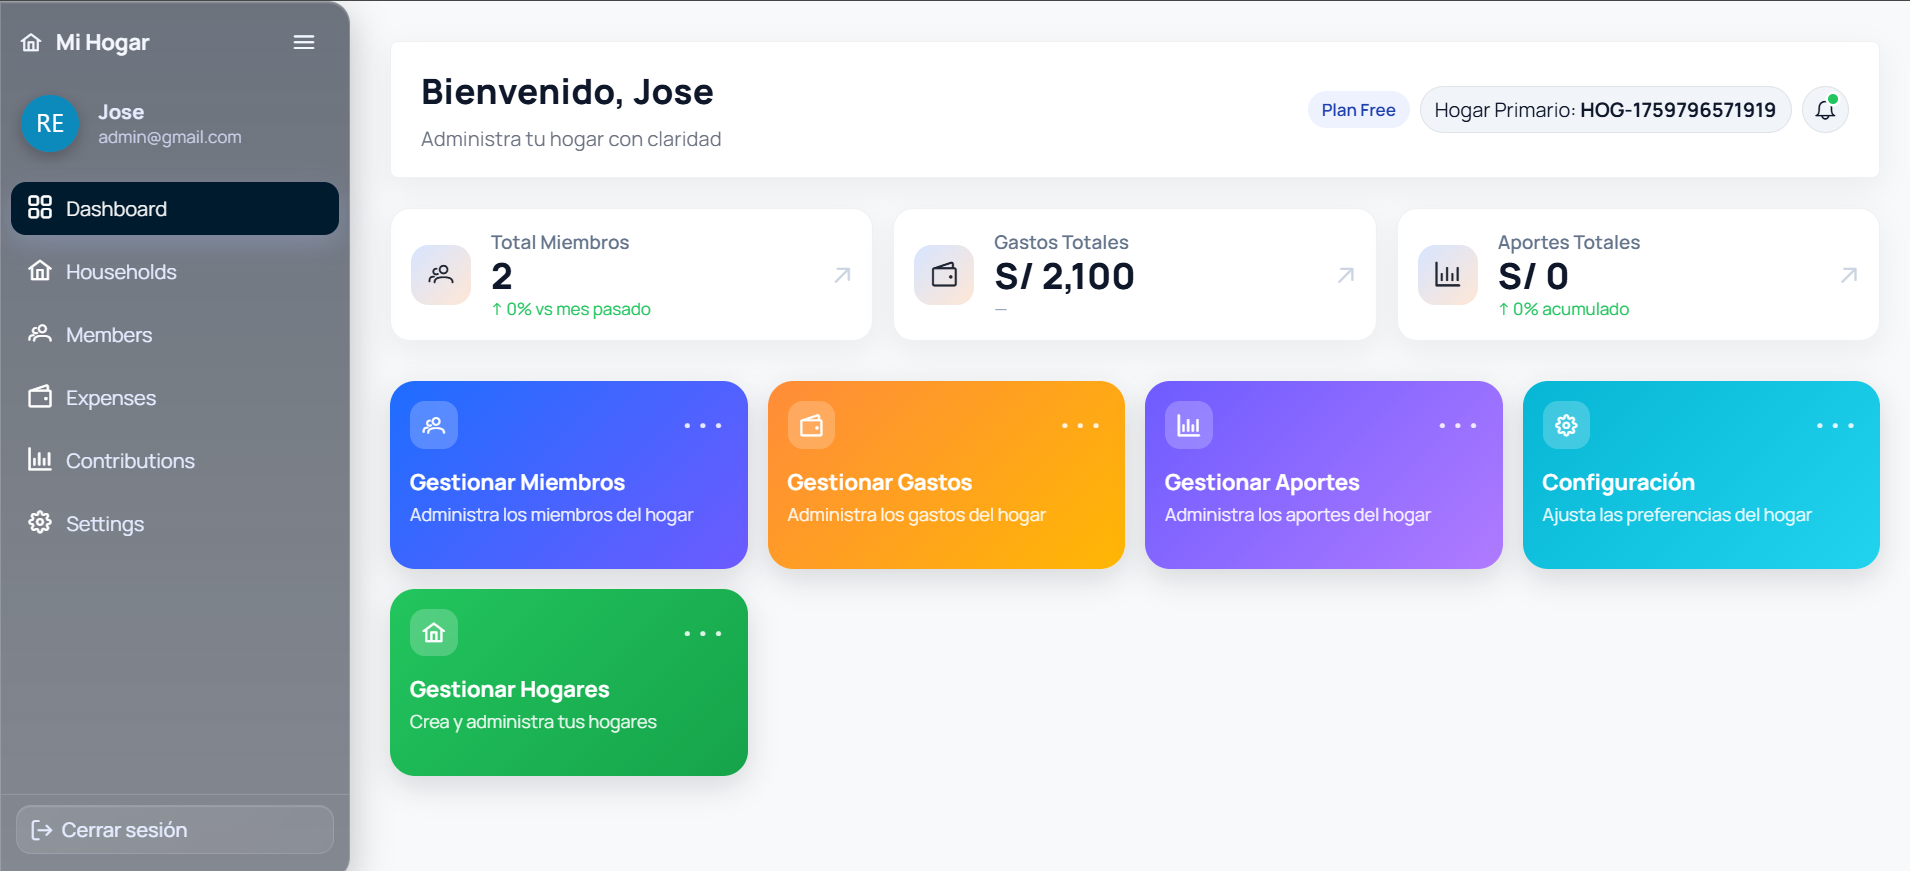 Mi Hogar
RE
Jose
admin@gmail.com
Dashboard
Households
Members
Expenses
Contributions
Settings
Cerrar sesión
Bienvenido, Jose
Administra tu hogar con claridad
Plan Free
Hogar Primario: HOG-1759796571919
Total Miembros
2
↑ 0% vs mes pasado
Gastos Totales
S/ 2,100
—
Aportes Totales
S/ 0
↑ 0% acumulado
Gestionar Miembros
Administra los miembros del hogar
Gestionar Gastos
Administra los gastos del hogar
Gestionar Aportes
Administra los aportes del hogar
Configuración
Ajusta las preferencias del hogar
Gestionar Hogares
Crea y administra tus hogares